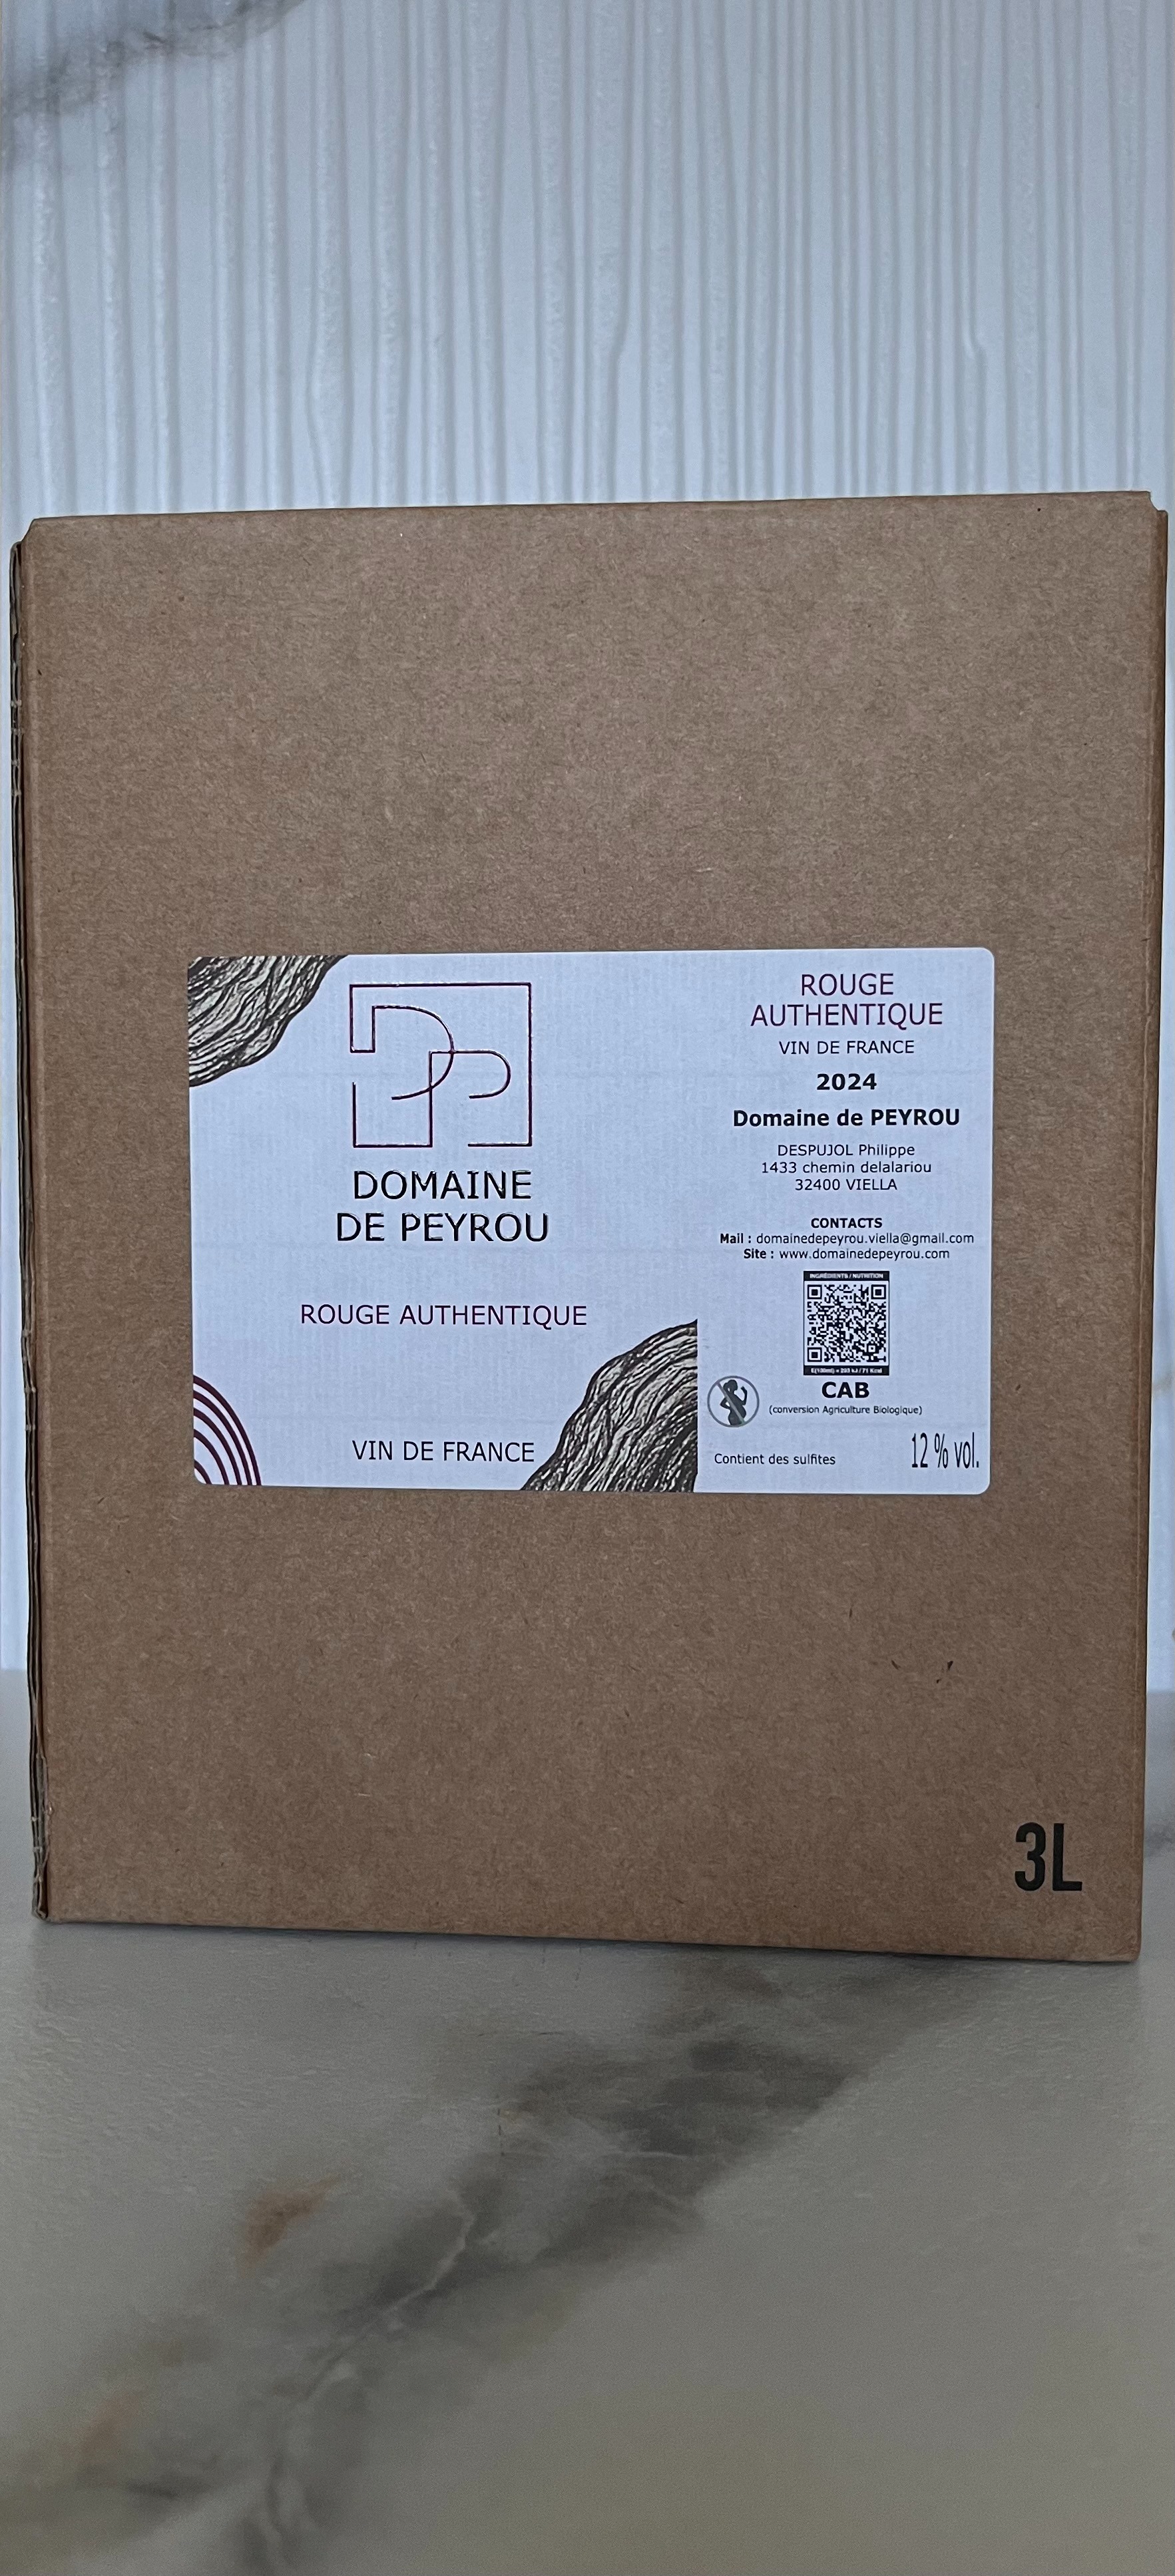 DOMAINE
DE PEYROU
ROUGE AUTHENTIQUE
VIN DE FRANCE
ROUGE
AUTHENTIQUE
VIN DE FRANCE
2024
Domaine de PEYROU
DESPUJOL Philippe
1433 chemin delalariou
32400 VIELLA
CONTACTS
Mail : domainedepeyrou.viella@gmail.com
Site : www.domainedepeyrou.com
INGRÉDIENTS / NUTRITION
CAB
(conversion Agriculture Biologique)
Contient des sulfites
12 % vol.
3L